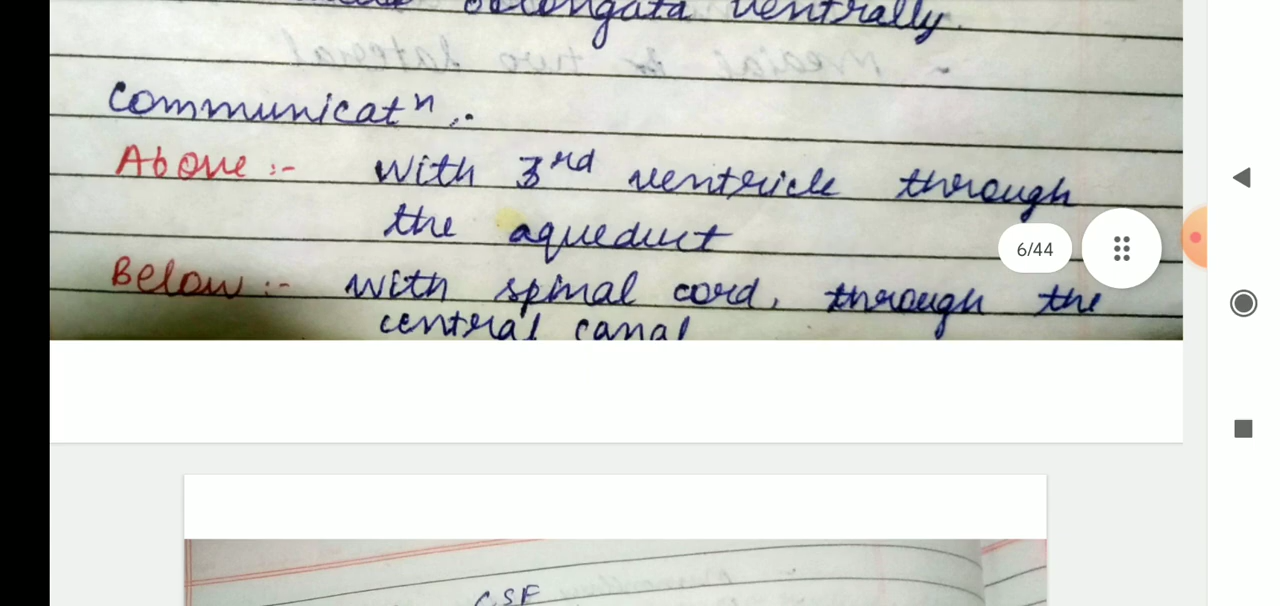 oblongata ventrally
Communicatn :-
Above :- with 3rd ventricle through
the aqueduct
Below :- with spinal cord, through the
central canal
6/44
CSF